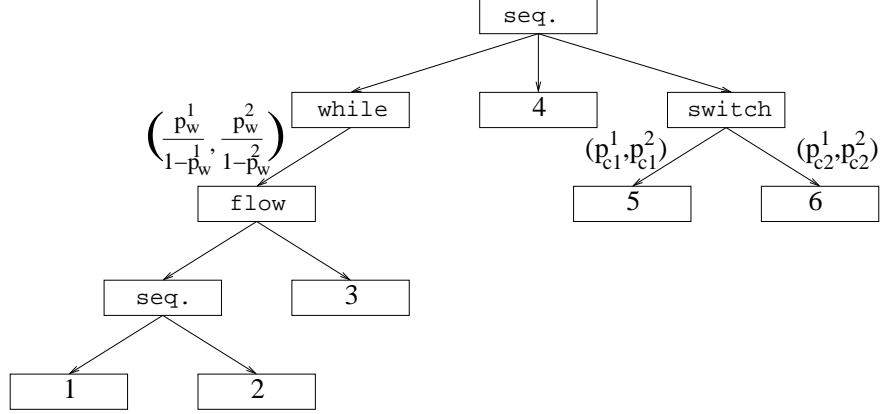 seq.
while 4 switch
(p_w^1/(1−p_w^1), p_w^2/(1−p_w^2)) (p_c1^1,p_c1^2) (p_c2^1,p_c2^2)
flow 5 6
seq. 3
1 2